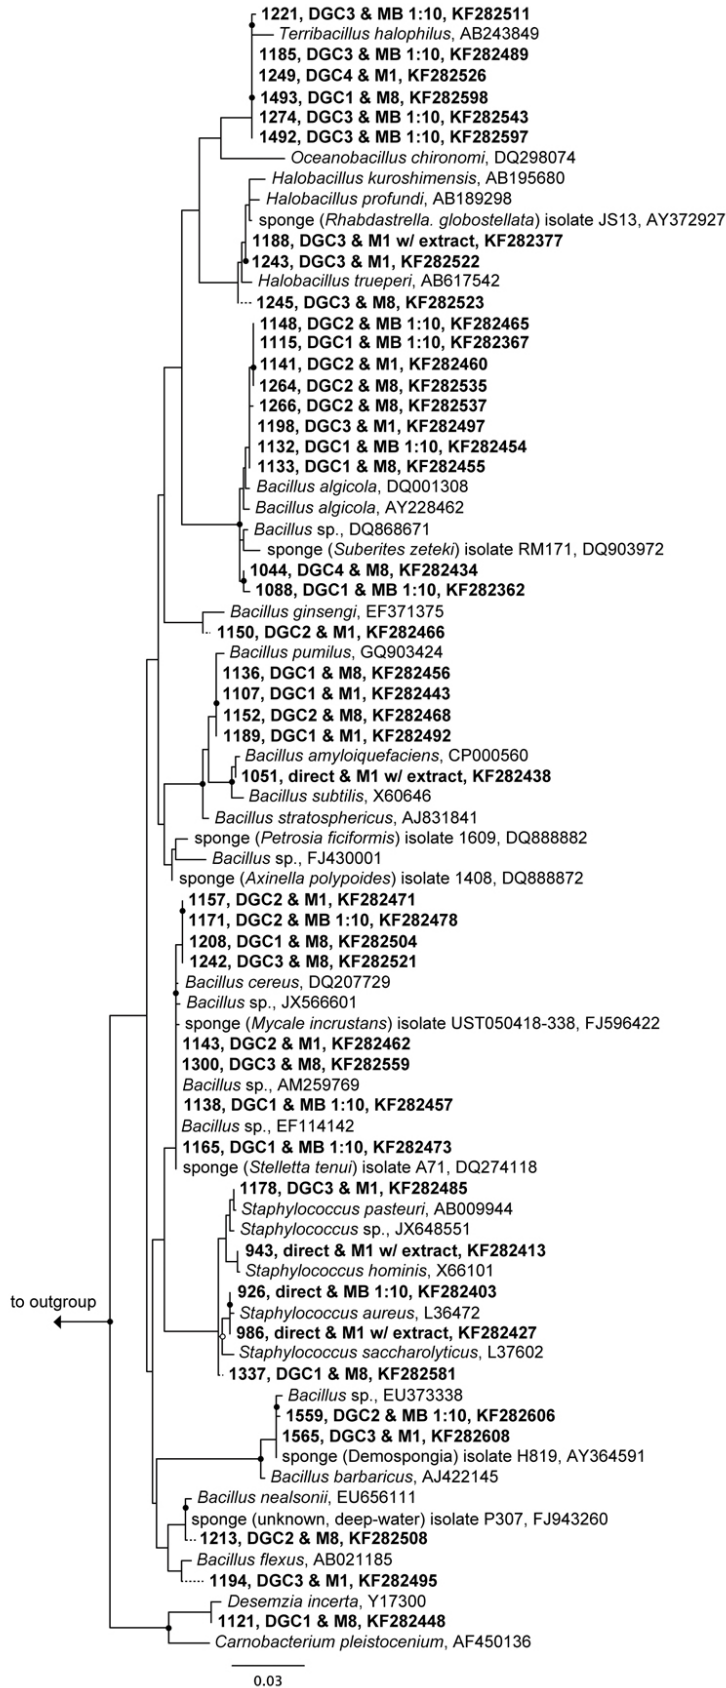 1221, DGC3 & MB 1:10, KF282511
Terribacillus halophilus, AB243849
1185, DGC3 & MB 1:10, KF282489
1249, DGC4 & M1, KF282526
1493, DGC1 & M8, KF282598
1274, DGC3 & MB 1:10, KF282543
1492, DGC3 & MB 1:10, KF282597
Oceanobacillus chironomi, DQ298074
Halobacillus kuroshimensis, AB195680
Halobacillus profundi, AB189298
sponge (Rhabdastrella. globostellata) isolate JS13, AY372927
1188, DGC3 & M1 w/ extract, KF282377
1243, DGC3 & M1, KF282522
Halobacillus trueperi, AB617542
1245, DGC3 & M8, KF282523
1148, DGC2 & MB 1:10, KF282465
1115, DGC1 & MB 1:10, KF282367
1141, DGC2 & M1, KF282460
1264, DGC2 & M8, KF282535
1266, DGC2 & M8, KF282537
1198, DGC3 & M1, KF282497
1132, DGC1 & MB 1:10, KF282454
1133, DGC1 & M8, KF282455
Bacillus algicola, DQ001308
Bacillus algicola, AY228462
Bacillus sp., DQ868671
sponge (Suberites zeteki) isolate RM171, DQ903972
1044, DGC4 & M8, KF282434
1088, DGC1 & MB 1:10, KF282362
Bacillus ginsengi, EF371375
1150, DGC2 & M1, KF282466
Bacillus pumilus, GQ903424
1136, DGC1 & M8, KF282456
1107, DGC1 & M1, KF282443
1152, DGC2 & M8, KF282468
1189, DGC1 & M1, KF282492
Bacillus amyloiquefaciens, CP000560
1051, direct & M1 w/ extract, KF282438
Bacillus subtilis, X60646
Bacillus stratosphericus, AJ831841
sponge (Petrosia ficiformis) isolate 1609, DQ888882
Bacillus sp., FJ430001
sponge (Axinella polypoides) isolate 1408, DQ888872
1157, DGC2 & M1, KF282471
1171, DGC2 & MB 1:10, KF282478
1208, DGC1 & M8, KF282504
1242, DGC3 & M8, KF282521
Bacillus cereus, DQ207729
Bacillus sp., JX566601
sponge (Mycale incrustans) isolate UST050418-338, FJ596422
1143, DGC2 & M1, KF282462
1300, DGC3 & M8, KF282559
Bacillus sp., AM259769
1138, DGC1 & MB 1:10, KF282457
Bacillus sp., EF114142
1165, DGC1 & MB 1:10, KF282473
sponge (Stelletta tenui) isolate A71, DQ274118
1178, DGC3 & M1, KF282485
Staphylococcus pasteuri, AB009944
Staphylococcus sp., JX648551
943, direct & M1 w/ extract, KF282413
Staphylococcus hominis, X66101
926, direct & MB 1:10, KF282403
to outgroup
Staphylococcus aureus, L36472
986, direct & M1 w/ extract, KF282427
Staphylococcus saccharolyticus, L37602
1337, DGC1 & M8, KF282581
Bacillus sp., EU373338
1559, DGC2 & MB 1:10, KF282606
1565, DGC3 & M1, KF282608
sponge (Demospongia) isolate H819, AY364591
Bacillus barbaricus, AJ422145
Bacillus nealsonii, EU656111
sponge (unknown, deep-water) isolate P307, FJ943260
1213, DGC2 & M8, KF282508
Bacillus flexus, AB021185
1194, DGC3 & M1, KF282495
Desemzia incerta, Y17300
1121, DGC1 & M8, KF282448
Carnobacterium pleistocenium, AF450136
0.03